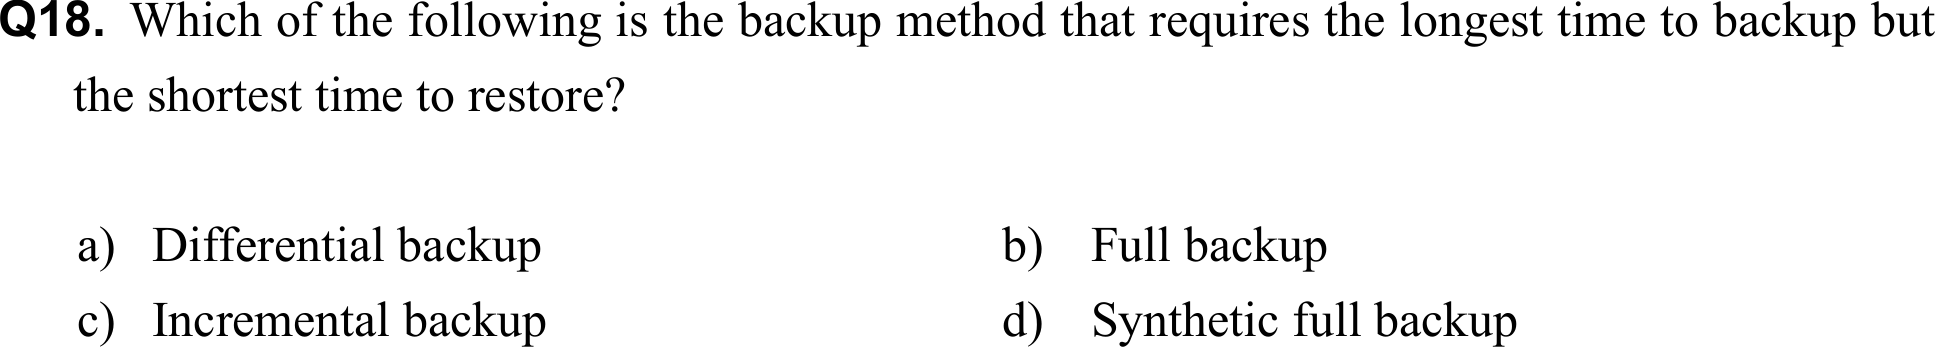 Q18. Which of the following is the backup method that requires the longest time to backup but
the shortest time to restore?
a) Differential backup b) Full backup
c) Incremental backup d) Synthetic full backup